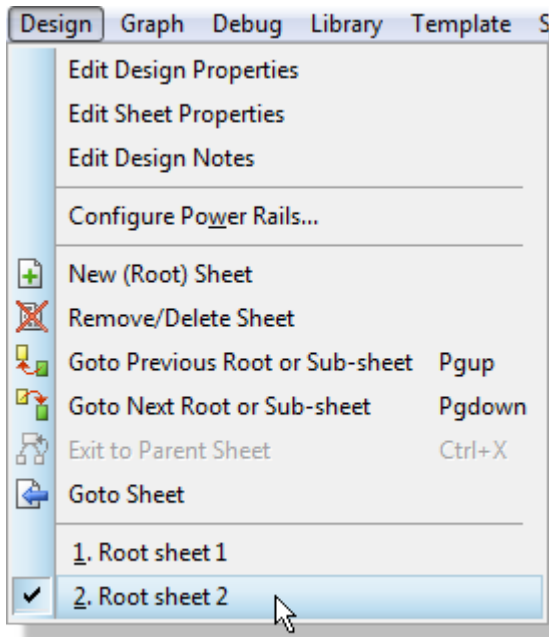 Design Graph Debug Library Template S
Edit Design Properties
Edit Sheet Properties
Edit Design Notes
Configure Power Rails...
New (Root) Sheet
Remove/Delete Sheet
Goto Previous Root or Sub-sheet Pgup
Goto Next Root or Sub-sheet Pgdown
Exit to Parent Sheet Ctrl+X
Goto Sheet
1. Root sheet 1
2. Root sheet 2